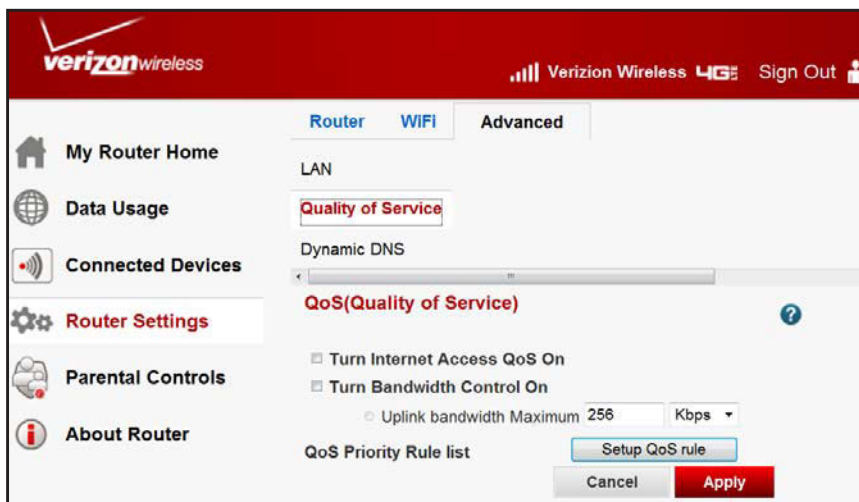 verizonwireless
Verizion Wireless 4G LTE Sign Out
Router WiFi Advanced
My Router Home
LAN
Data Usage
Quality of Service
Dynamic DNS
Connected Devices
QoS(Quality of Service)
?
Router Settings
Turn Internet Access QoS On
Parental Controls
Turn Bandwidth Control On
Uplink bandwidth Maximum 256 Kbps
About Router
QoS Priority Rule list Setup QoS rule
Cancel Apply